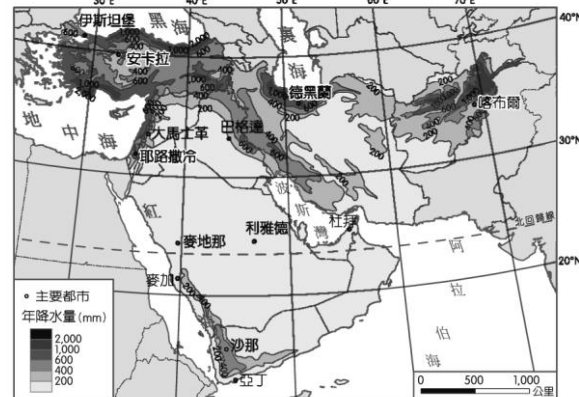 30°E
40°E
50°E
60°E
70°E
40°N
30°N
20°N
黑海
裏海
伊斯坦堡
安卡拉
德黑蘭
喀布爾
地中海
大馬士革
巴格達
耶路撒冷
波斯灣
杜拜
北回歸線
紅
麥地那
利雅德
麥加
阿拉伯海
沙那
亞丁
主要都市
年降水量(mm)
2,000
1,000
600
400
200
0 500 1,000
公里